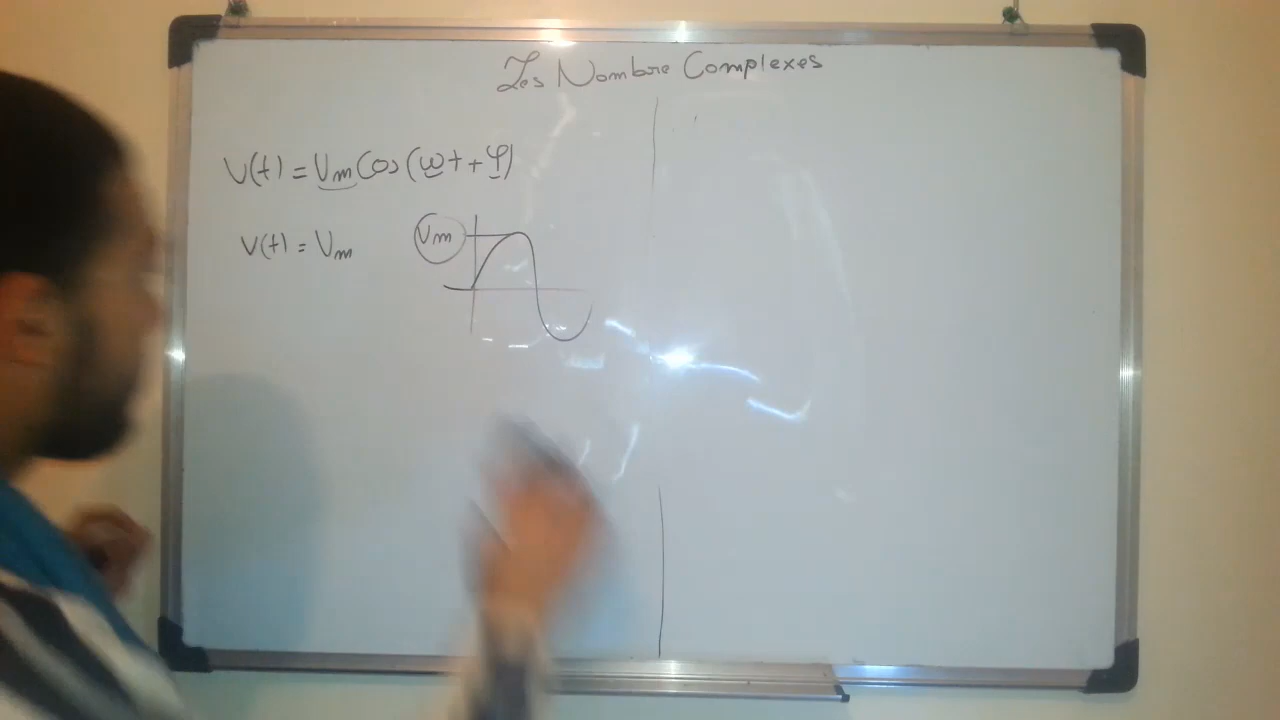 Les Nombre Complexes
V(t) = Vm Cos (ωt + φ)
V(t) = Vm
Vm